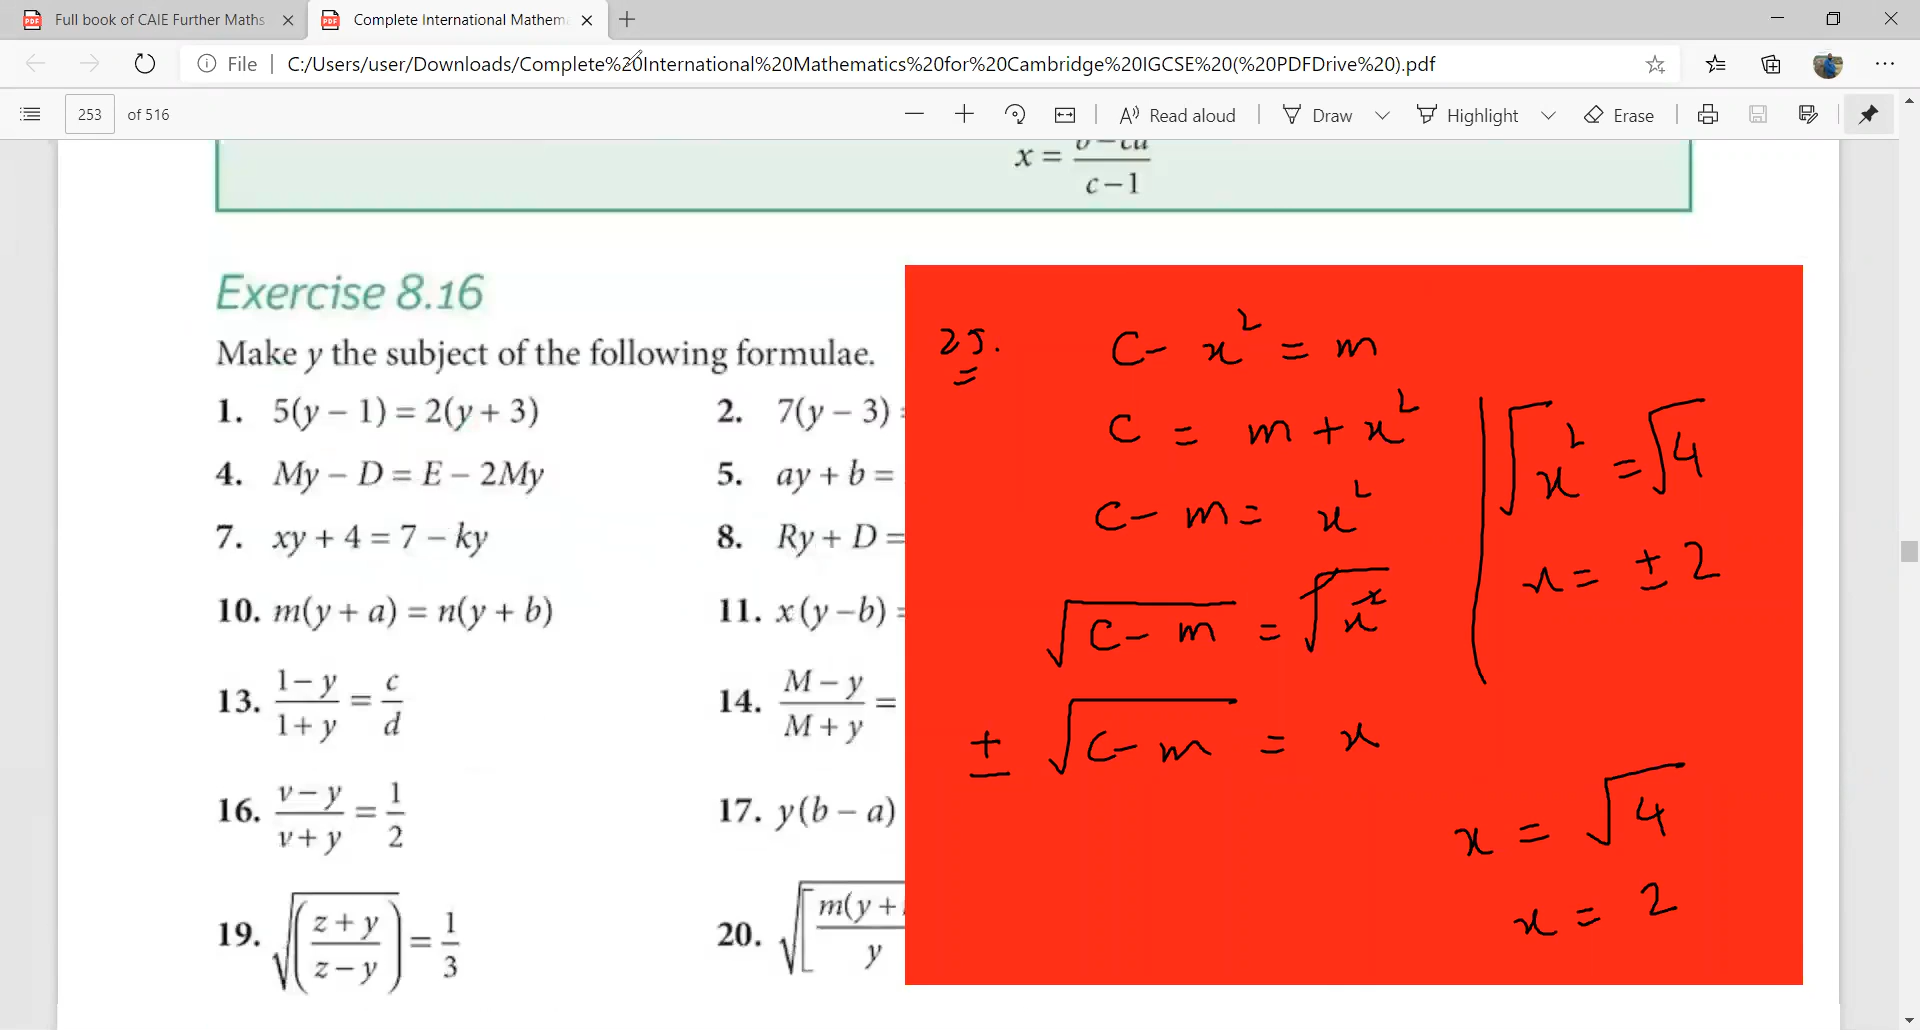 Full book of CAIE Further Maths
Complete International Mathem
File
C:/Users/user/Downloads/Complete%20International%20Mathematics%20for%20Cambridge%20IGCSE%20(%20PDFDrive%20).pdf
253 of 516
Read aloud
Draw
Highlight
Erase
x = b − ca / c − 1
Exercise 8.16
Make y the subject of the following formulae.
1. 5(y − 1) = 2(y + 3)
2. 7(y − 3) =
4. My − D = E − 2My
5. ay + b =
7. xy + 4 = 7 − ky
8. Ry + D =
10. m(y + a) = n(y + b)
11. x(y − b) =
13. 1 − y / 1 + y = c / d
14. M − y / M + y =
16. v − y / v + y = 1 / 2
17. y(b − a)
19. √(z + y / z − y) = 1 / 3
20. √[m(y + / y
25.
c − x² = m
c = m + x²
c − m = x²
√c − m = √x²
± √c − m = x
√x² = √4
x = ± 2
x = √4
x = 2